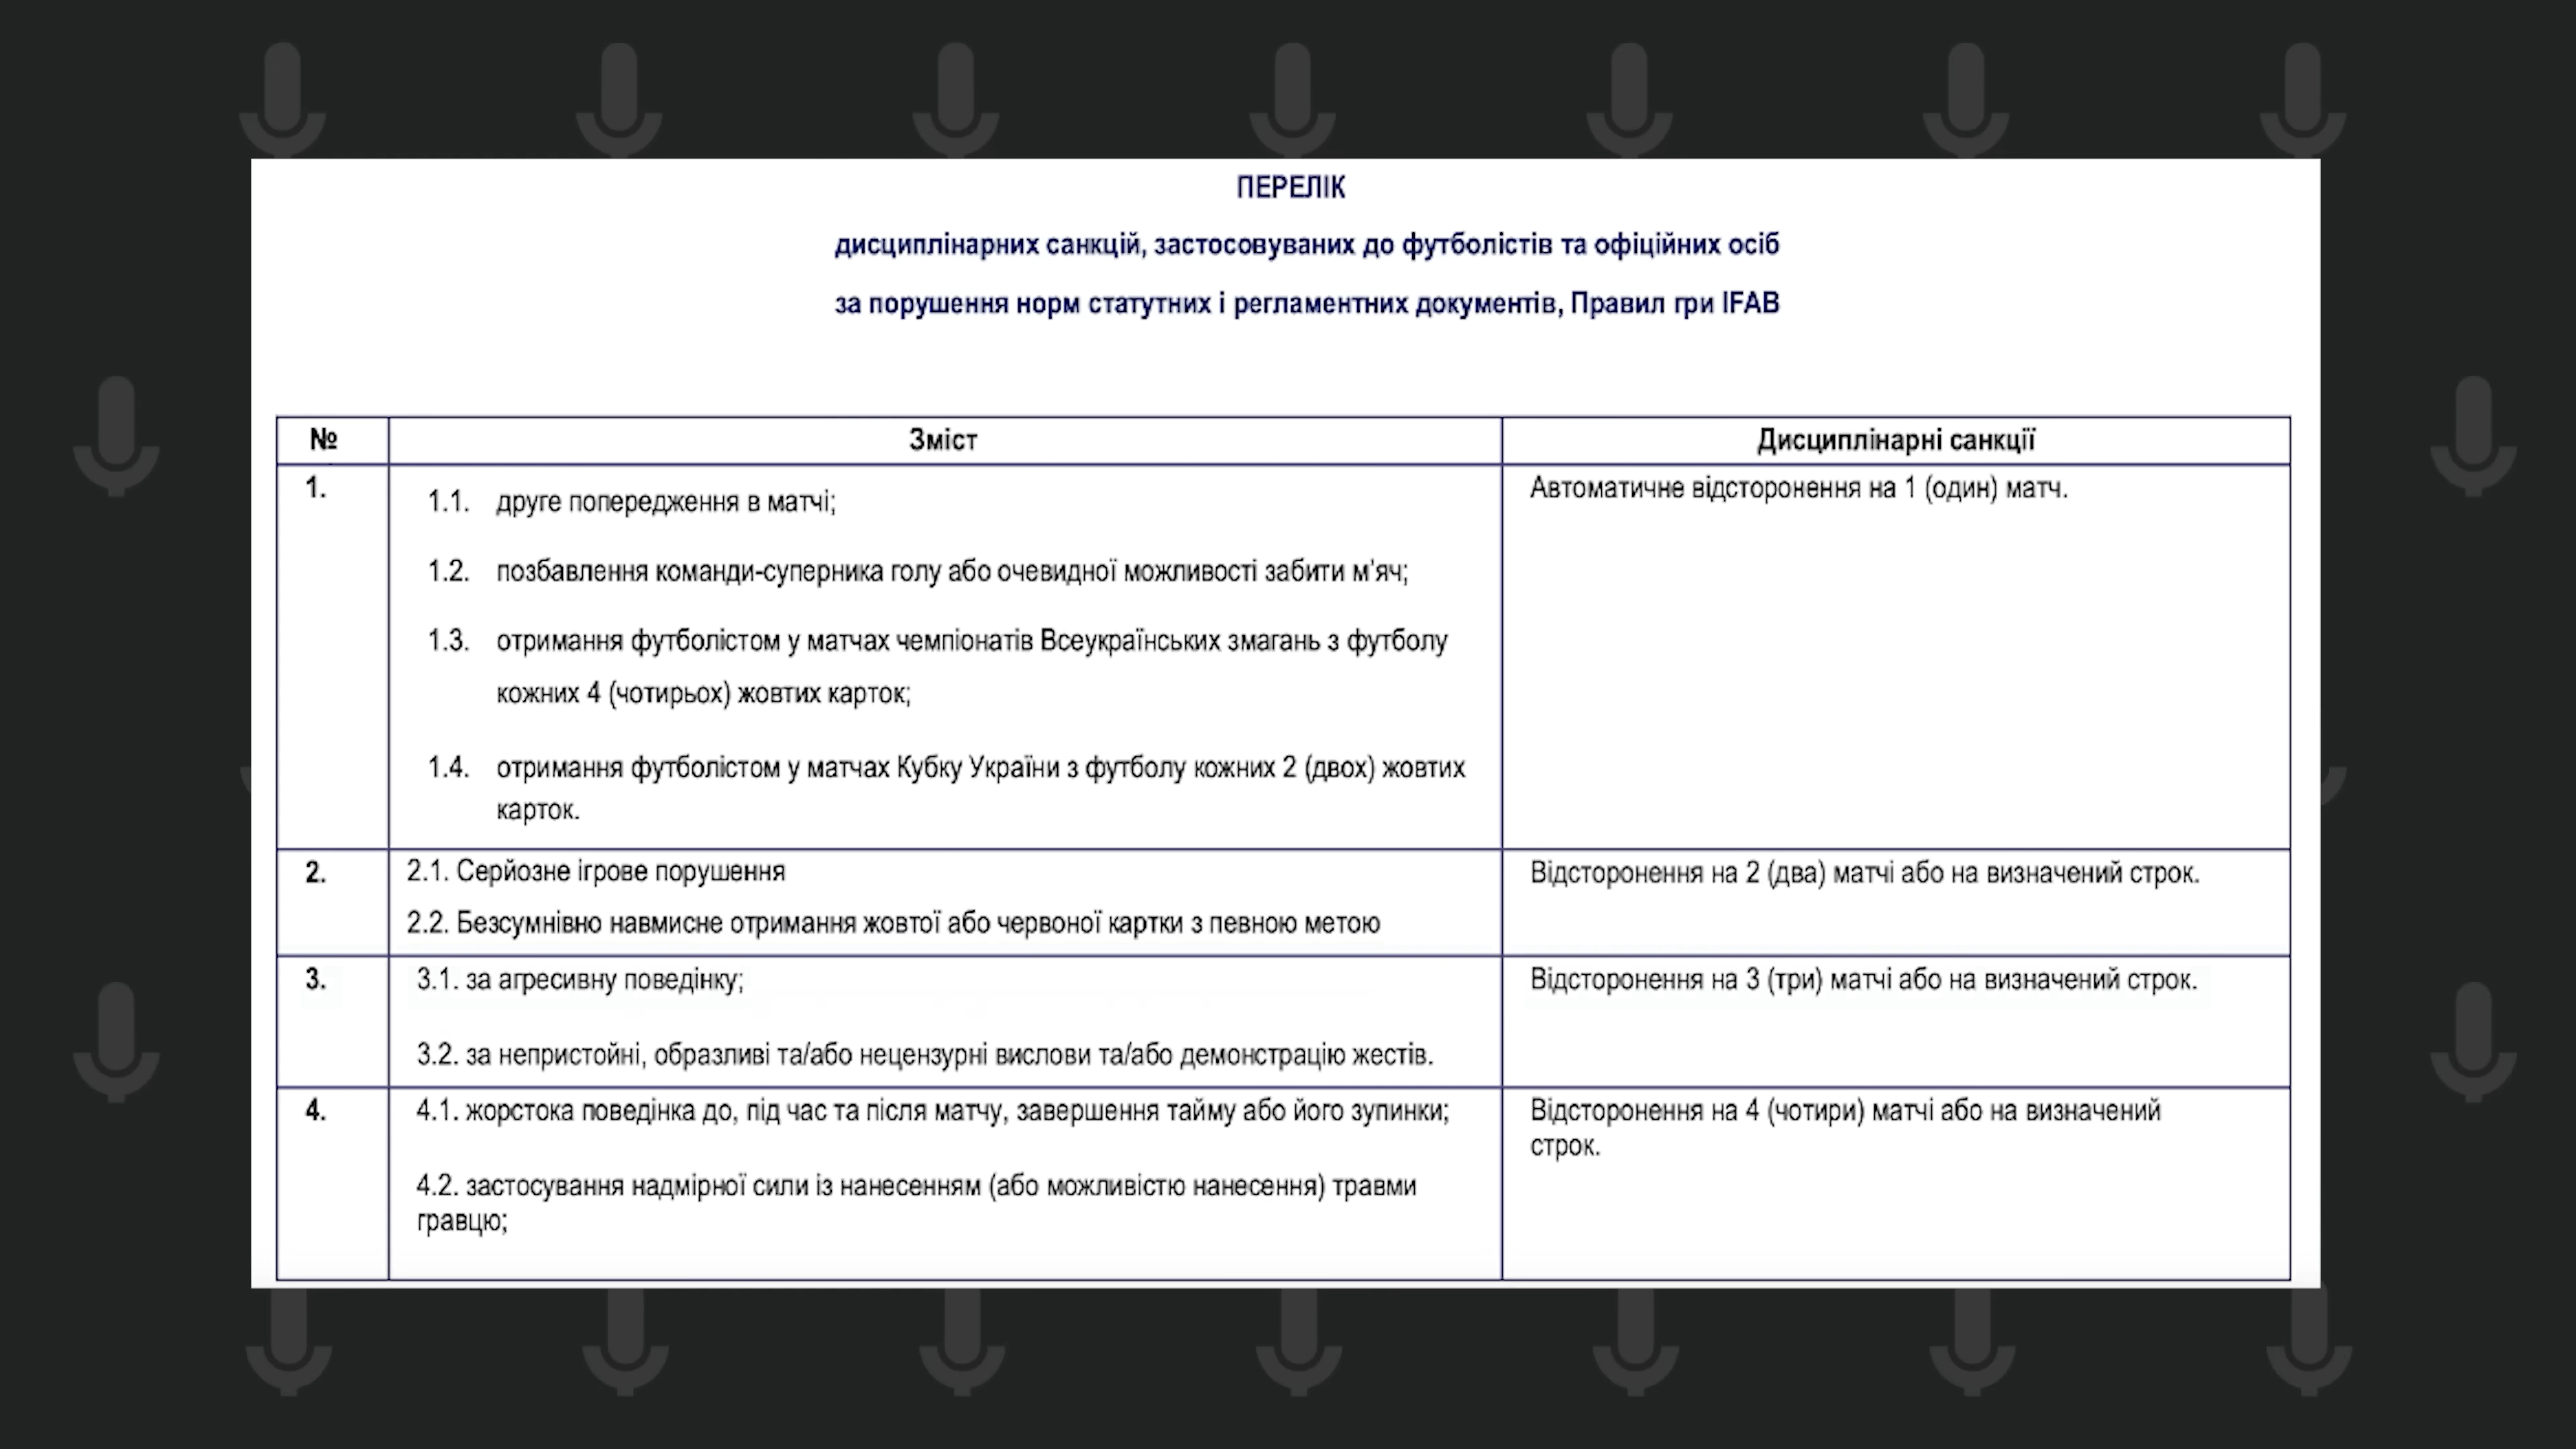 ПЕРЕЛІК
дисциплінарних санкцій, застосовуваних до футболістів та офіційних осіб
за порушення норм статутних і регламентних документів, Правил гри IFAB
№ Зміст Дисциплінарні санкції
1. 1.1. друге попередження в матчі; Автоматичне відсторонення на 1 (один) матч.
1.2. позбавлення команди-суперника голу або очевидної можливості забити м'яч;
1.3. отримання футболістом у матчах чемпіонатів Всеукраїнських змагань з футболу
кожних 4 (чотирьох) жовтих карток;
1.4. отримання футболістом у матчах Кубку України з футболу кожних 2 (двох) жовтих
карток.
2. 2.1. Серйозне ігрове порушення Відсторонення на 2 (два) матчі або на визначений строк.
2.2. Безсумнівно навмисне отримання жовтої або червоної картки з певною метою
3. 3.1. за агресивну поведінку; Відсторонення на 3 (три) матчі або на визначений строк.
3.2. за непристойні, образливі та/або нецензурні вислови та/або демонстрацію жестів.
4. 4.1. жорстока поведінка до, під час та після матчу, завершення тайму або його зупинки; Відсторонення на 4 (чотири) матчі або на визначений
строк.
4.2. застосування надмірної сили із нанесенням (або можливістю нанесення) травми
гравцю;